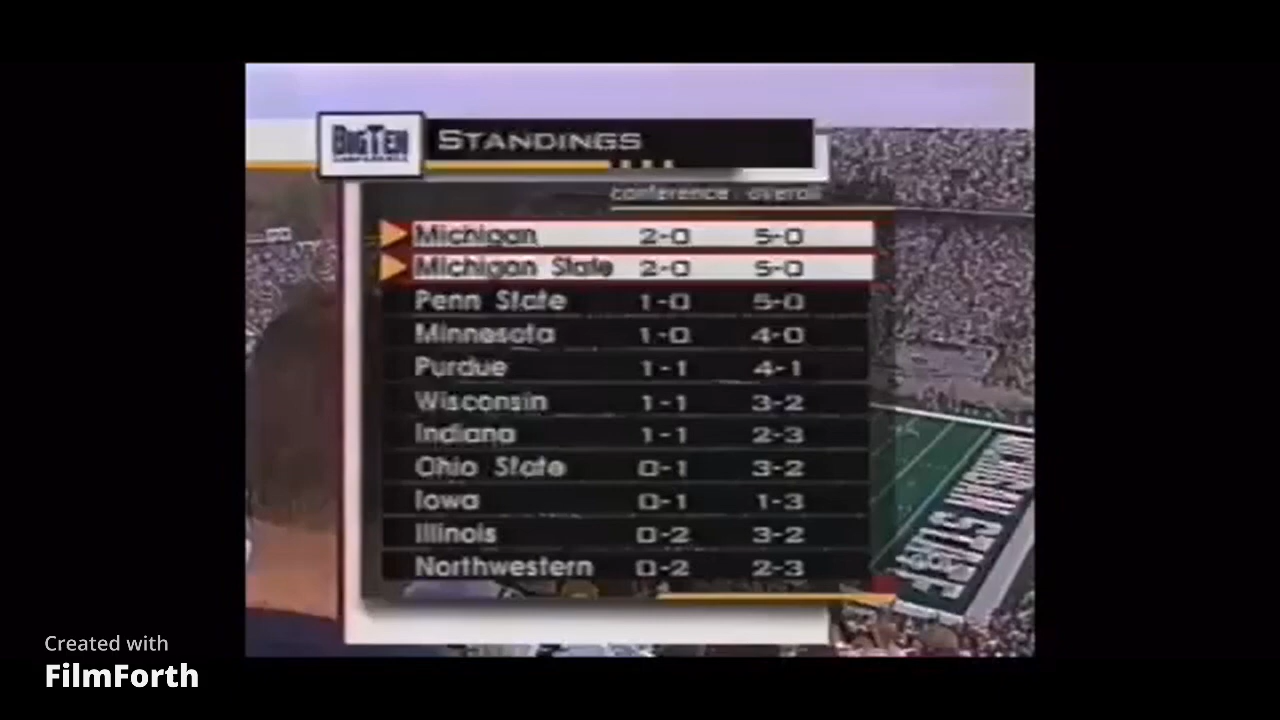 BIGTEN STANDINGS
CONFERENCE
conference overall
Michigan 2-0 5-0
Michigan State 2-0 5-0
Penn State 1-0 5-0
Minnesota 1-0 4-0
Purdue 1-1 4-1
Wisconsin 1-1 3-2
Indiana 1-1 2-3
Ohio State 0-1 3-2
Iowa 0-1 1-3
Illinois 0-2 3-2
Northwestern 0-2 2-3
MICHIGAN STATE
Created with
FilmForth